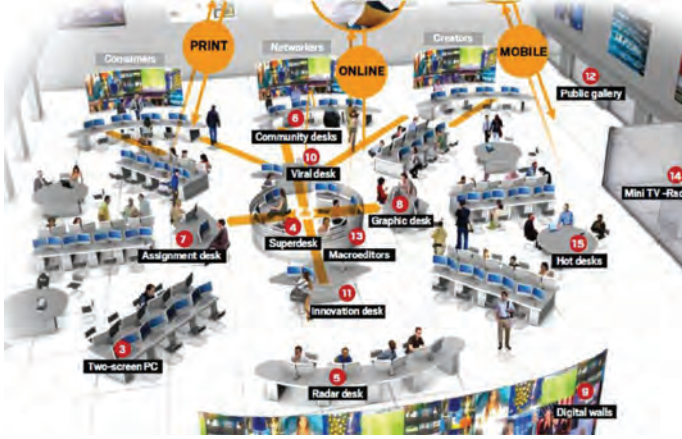 PRINT
ONLINE
MOBILE
Consumers
Networkers
Creators
12
Public gallery
6
Community desks
10
Viral desk
14
Mini TV -Rad
8
Graphic desk
4
Superdesk
13
Macroeditors
7
Assignment desk
15
Hot desks
11
Innovation desk
3
Two-screen PC
5
Radar desk
9
Digital walls